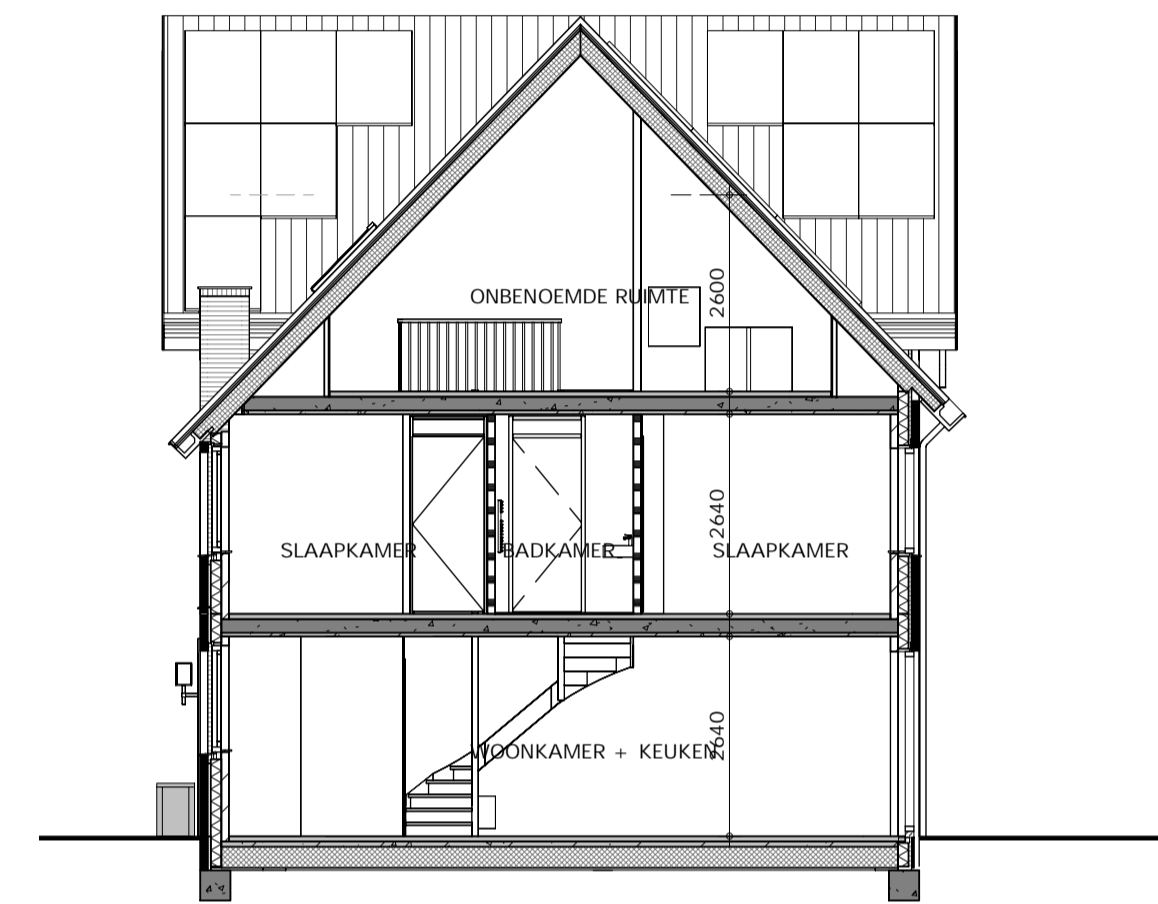 ONBENOEMDE RUIMTE
2600
SLAAPKAMER
BADKAMER
SLAAPKAMER
2640
WOONKAMER + KEUKEN
2640